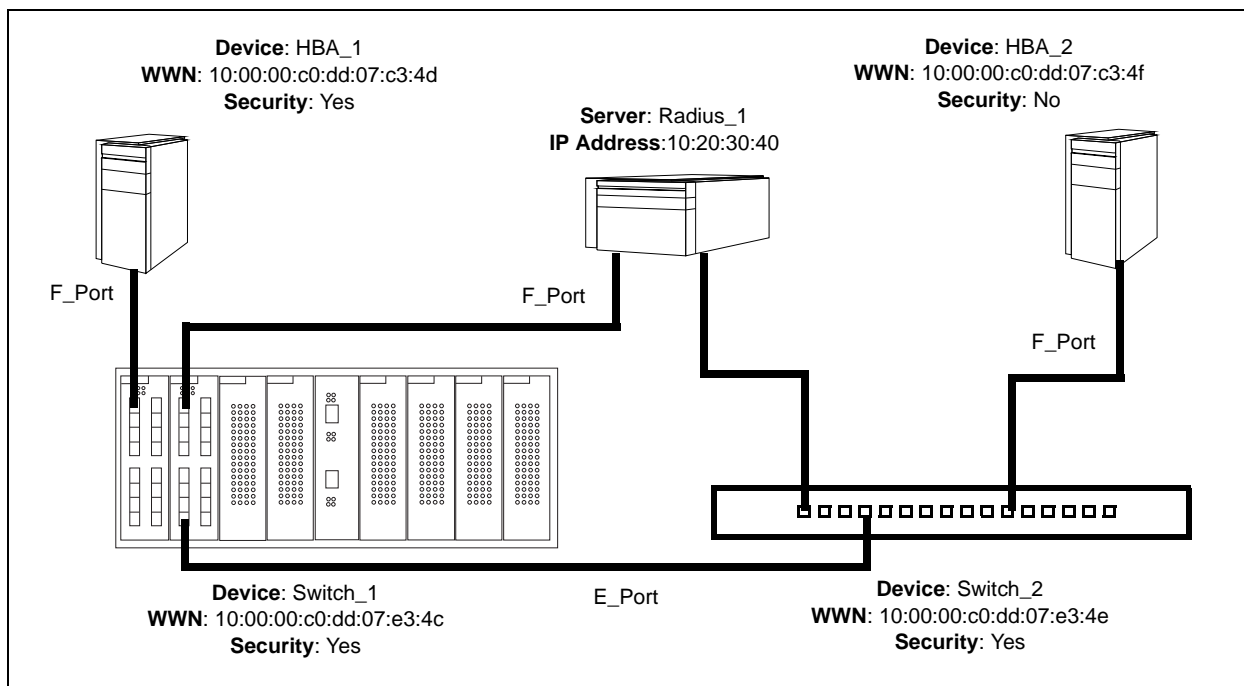 Device: HBA_1
WWN: 10:00:00:c0:dd:07:c3:4d
Security: Yes
Device: HBA_2
WWN: 10:00:00:c0:dd:07:c3:4f
Security: No
Server: Radius_1
IP Address:10:20:30:40
F_Port
F_Port
F_Port
Device: Switch_1
WWN: 10:00:00:c0:dd:07:e3:4c
Security: Yes
E_Port
Device: Switch_2
WWN: 10:00:00:c0:dd:07:e3:4e
Security: Yes